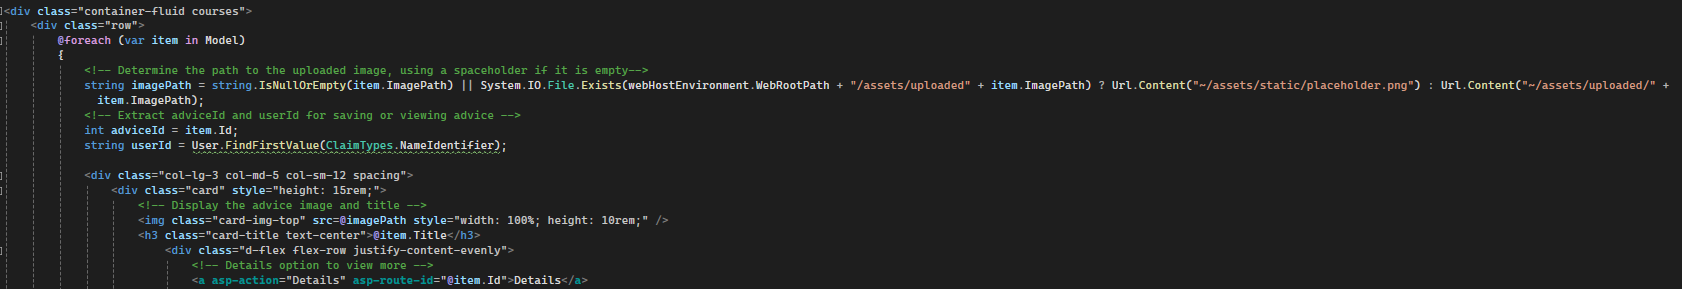 <div class="container-fluid courses">
<div class="row">
@foreach (var item in Model)
{
<!-- Determine the path to the uploaded image, using a spaceholder if it is empty-->
string imagePath = string.IsNullOrEmpty(item.ImagePath) || System.IO.File.Exists(webHostEnvironment.WebRootPath + "/assets/uploaded" + item.ImagePath) ? Url.Content("~/assets/static/placeholder.png") : Url.Content("~/assets/uploaded/" +
item.ImagePath);
<!-- Extract adviceId and userId for saving or viewing advice -->
int adviceId = item.Id;
string userId = User.FindFirstValue(ClaimTypes.NameIdentifier);
<div class="col-lg-3 col-md-5 col-sm-12 spacing">
<div class="card" style="height: 15rem;">
<!-- Display the advice image and title -->
<img class="card-img-top" src=@imagePath style="width: 100%; height: 10rem;" />
<h3 class="card-title text-center">@item.Title</h3>
<div class="d-flex flex-row justify-content-evenly">
<!-- Details option to view more -->
<a asp-action="Details" asp-route-id="@item.Id">Details</a>